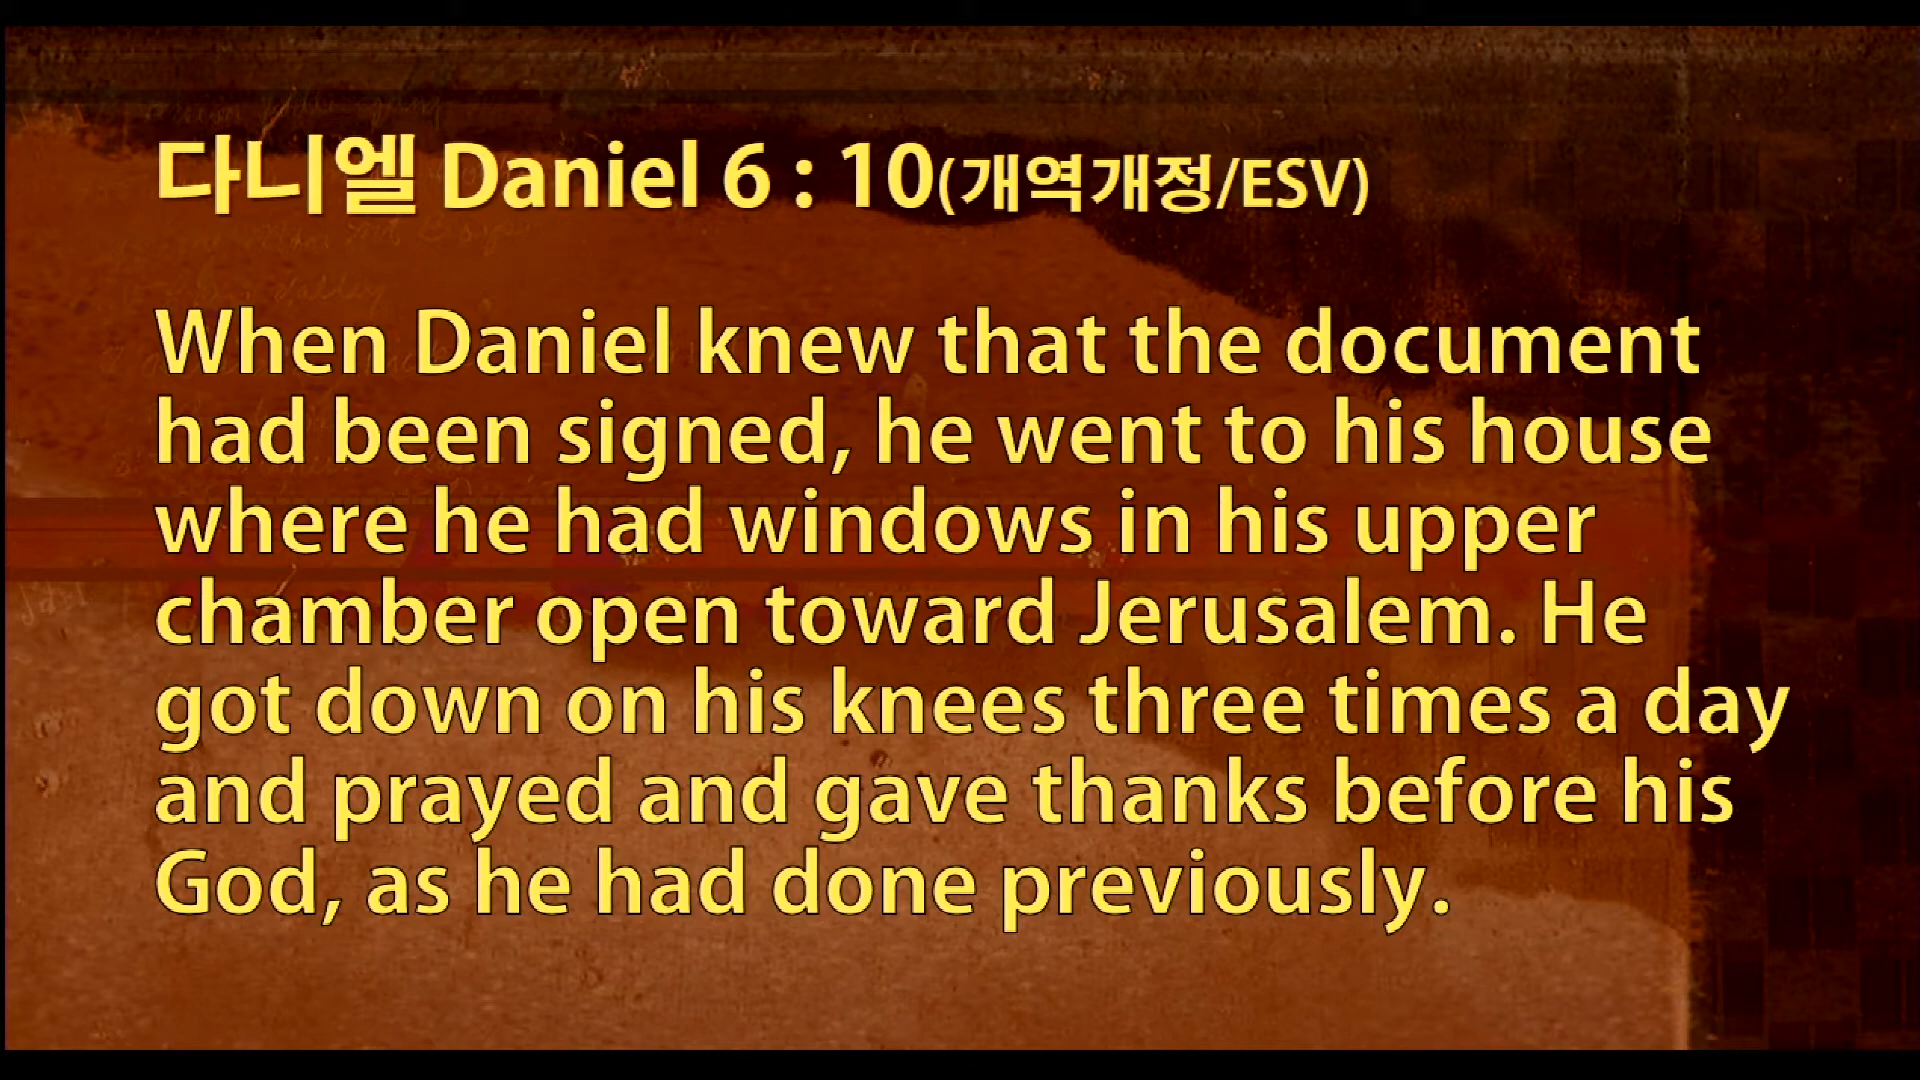 다니엘 Daniel 6 : 10(개역개정/ESV)
When Daniel knew that the document
had been signed, he went to his house
where he had windows in his upper
chamber open toward Jerusalem. He
got down on his knees three times a day
and prayed and gave thanks before his
God, as he had done previously.